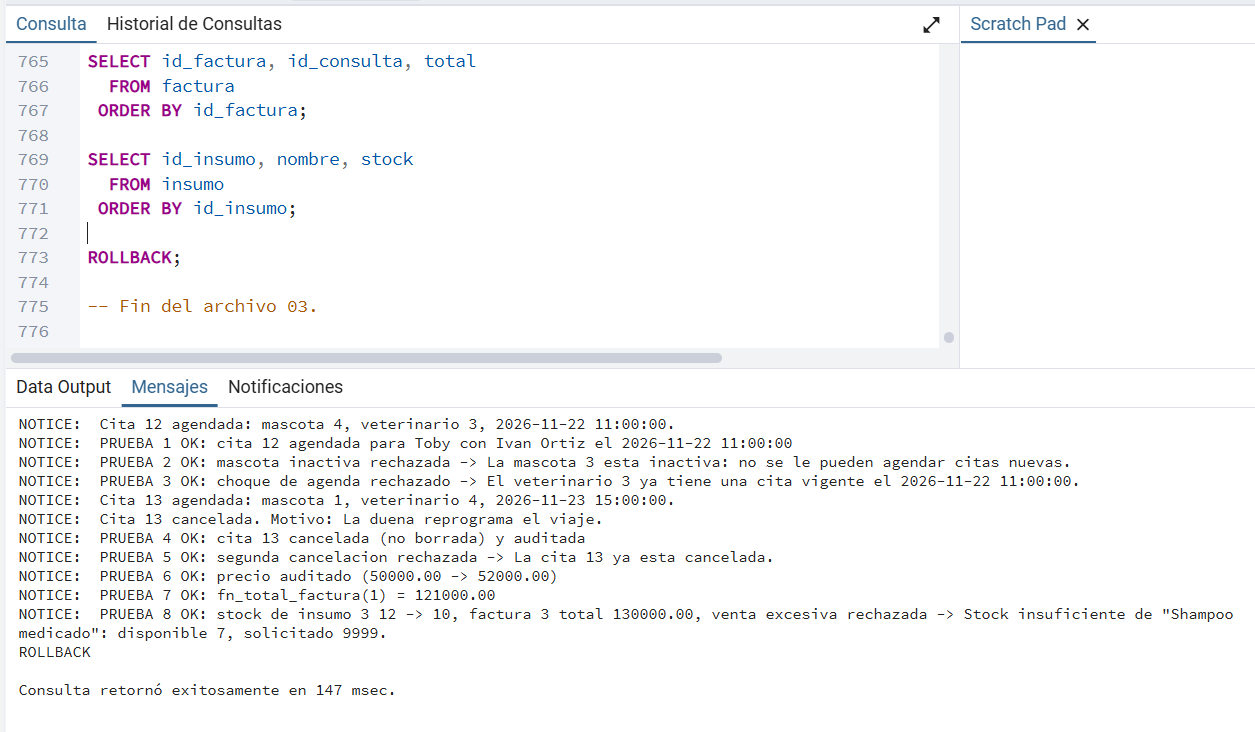 Consulta Historial de Consultas
Scratch Pad
765 SELECT id_factura, id_consulta, total
766 FROM factura
767 ORDER BY id_factura;
768
769 SELECT id_insumo, nombre, stock
770 FROM insumo
771 ORDER BY id_insumo;
772
773 ROLLBACK;
774
775 -- Fin del archivo 03.
776
Data Output Mensajes Notificaciones
NOTICE:  Cita 12 agendada: mascota 4, veterinario 3, 2026-11-22 11:00:00.
NOTICE:  PRUEBA 1 OK: cita 12 agendada para Toby con Ivan Ortiz el 2026-11-22 11:00:00
NOTICE:  PRUEBA 2 OK: mascota inactiva rechazada -> La mascota 3 esta inactiva: no se le pueden agendar citas nuevas.
NOTICE:  PRUEBA 3 OK: choque de agenda rechazado -> El veterinario 3 ya tiene una cita vigente el 2026-11-22 11:00:00.
NOTICE:  Cita 13 agendada: mascota 1, veterinario 4, 2026-11-23 15:00:00.
NOTICE:  Cita 13 cancelada. Motivo: La duena reprograma el viaje.
NOTICE:  PRUEBA 4 OK: cita 13 cancelada (no borrada) y auditada
NOTICE:  PRUEBA 5 OK: segunda cancelacion rechazada -> La cita 13 ya esta cancelada.
NOTICE:  PRUEBA 6 OK: precio auditado (50000.00 -> 52000.00)
NOTICE:  PRUEBA 7 OK: fn_total_factura(1) = 121000.00
NOTICE:  PRUEBA 8 OK: stock de insumo 3 12 -> 10, factura 3 total 130000.00, venta excesiva rechazada -> Stock insuficiente de "Shampoo
medicado": disponible 7, solicitado 9999.
ROLLBACK
Consulta retornó exitosamente en 147 msec.